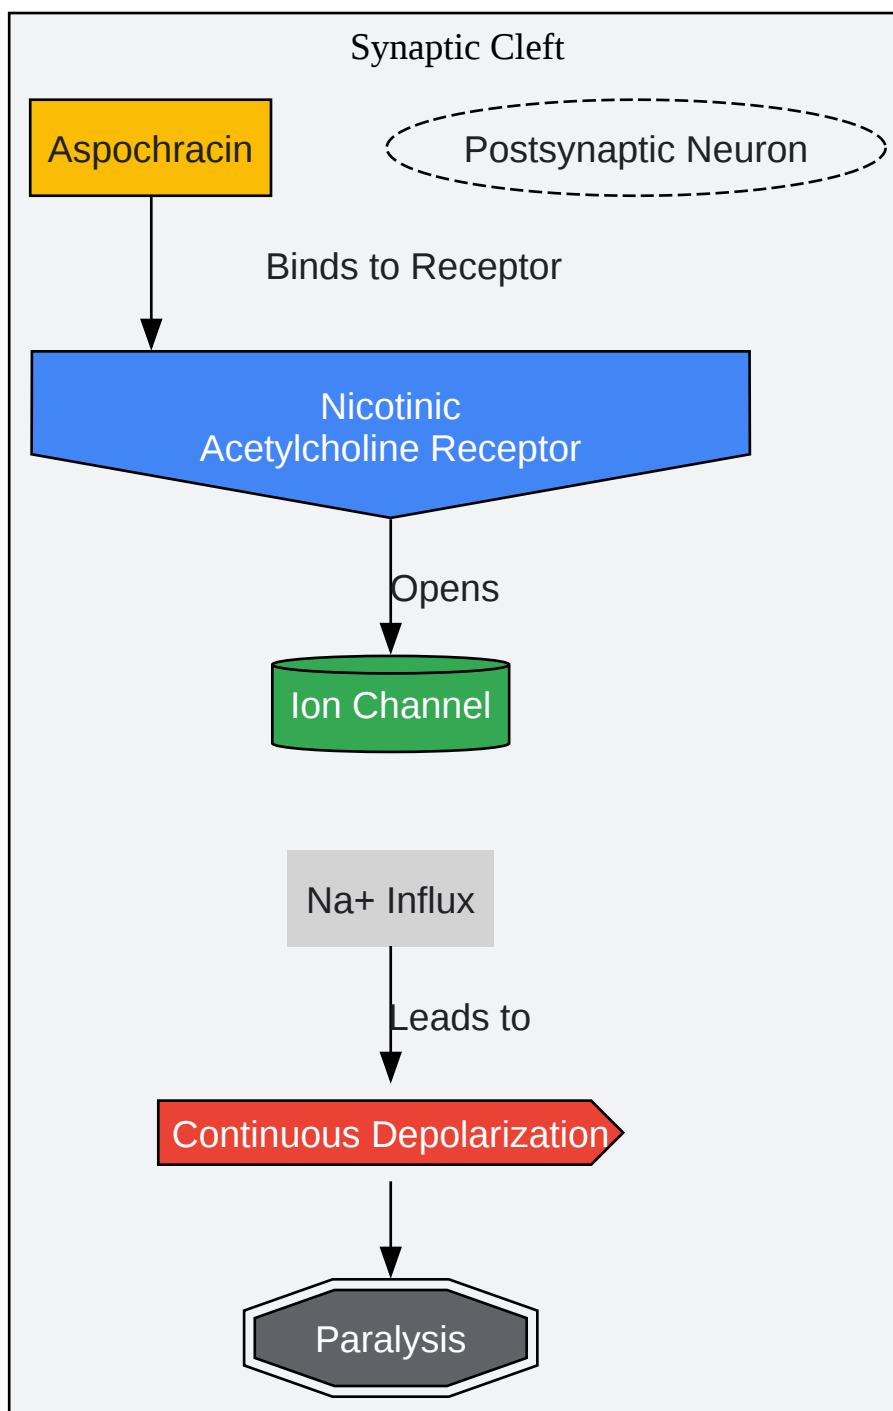 Synaptic Cleft
Aspochracin
Postsynaptic Neuron
Binds to Receptor
Nicotinic
Acetylcholine Receptor
Opens
Ion Channel
Na+ Influx
Leads to
Continuous Depolarization
Paralysis